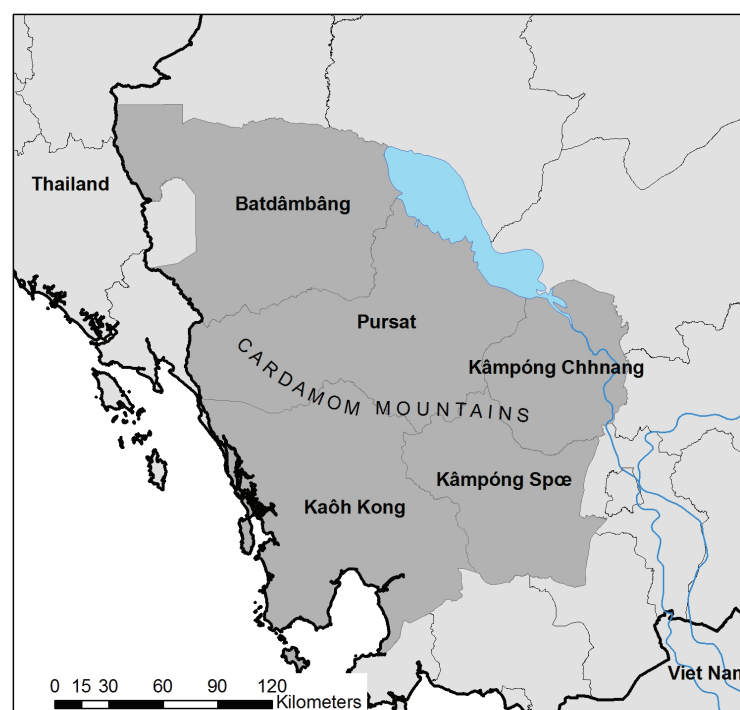 Thailand
Batdâmbâng
Pursat
Kâmpóng Chhnang
CARDAMOM MOUNTAINS
Kâmpóng Spœ
Kaôh Kong
Viet Nam
0 15 30 60 90 120
Kilometers